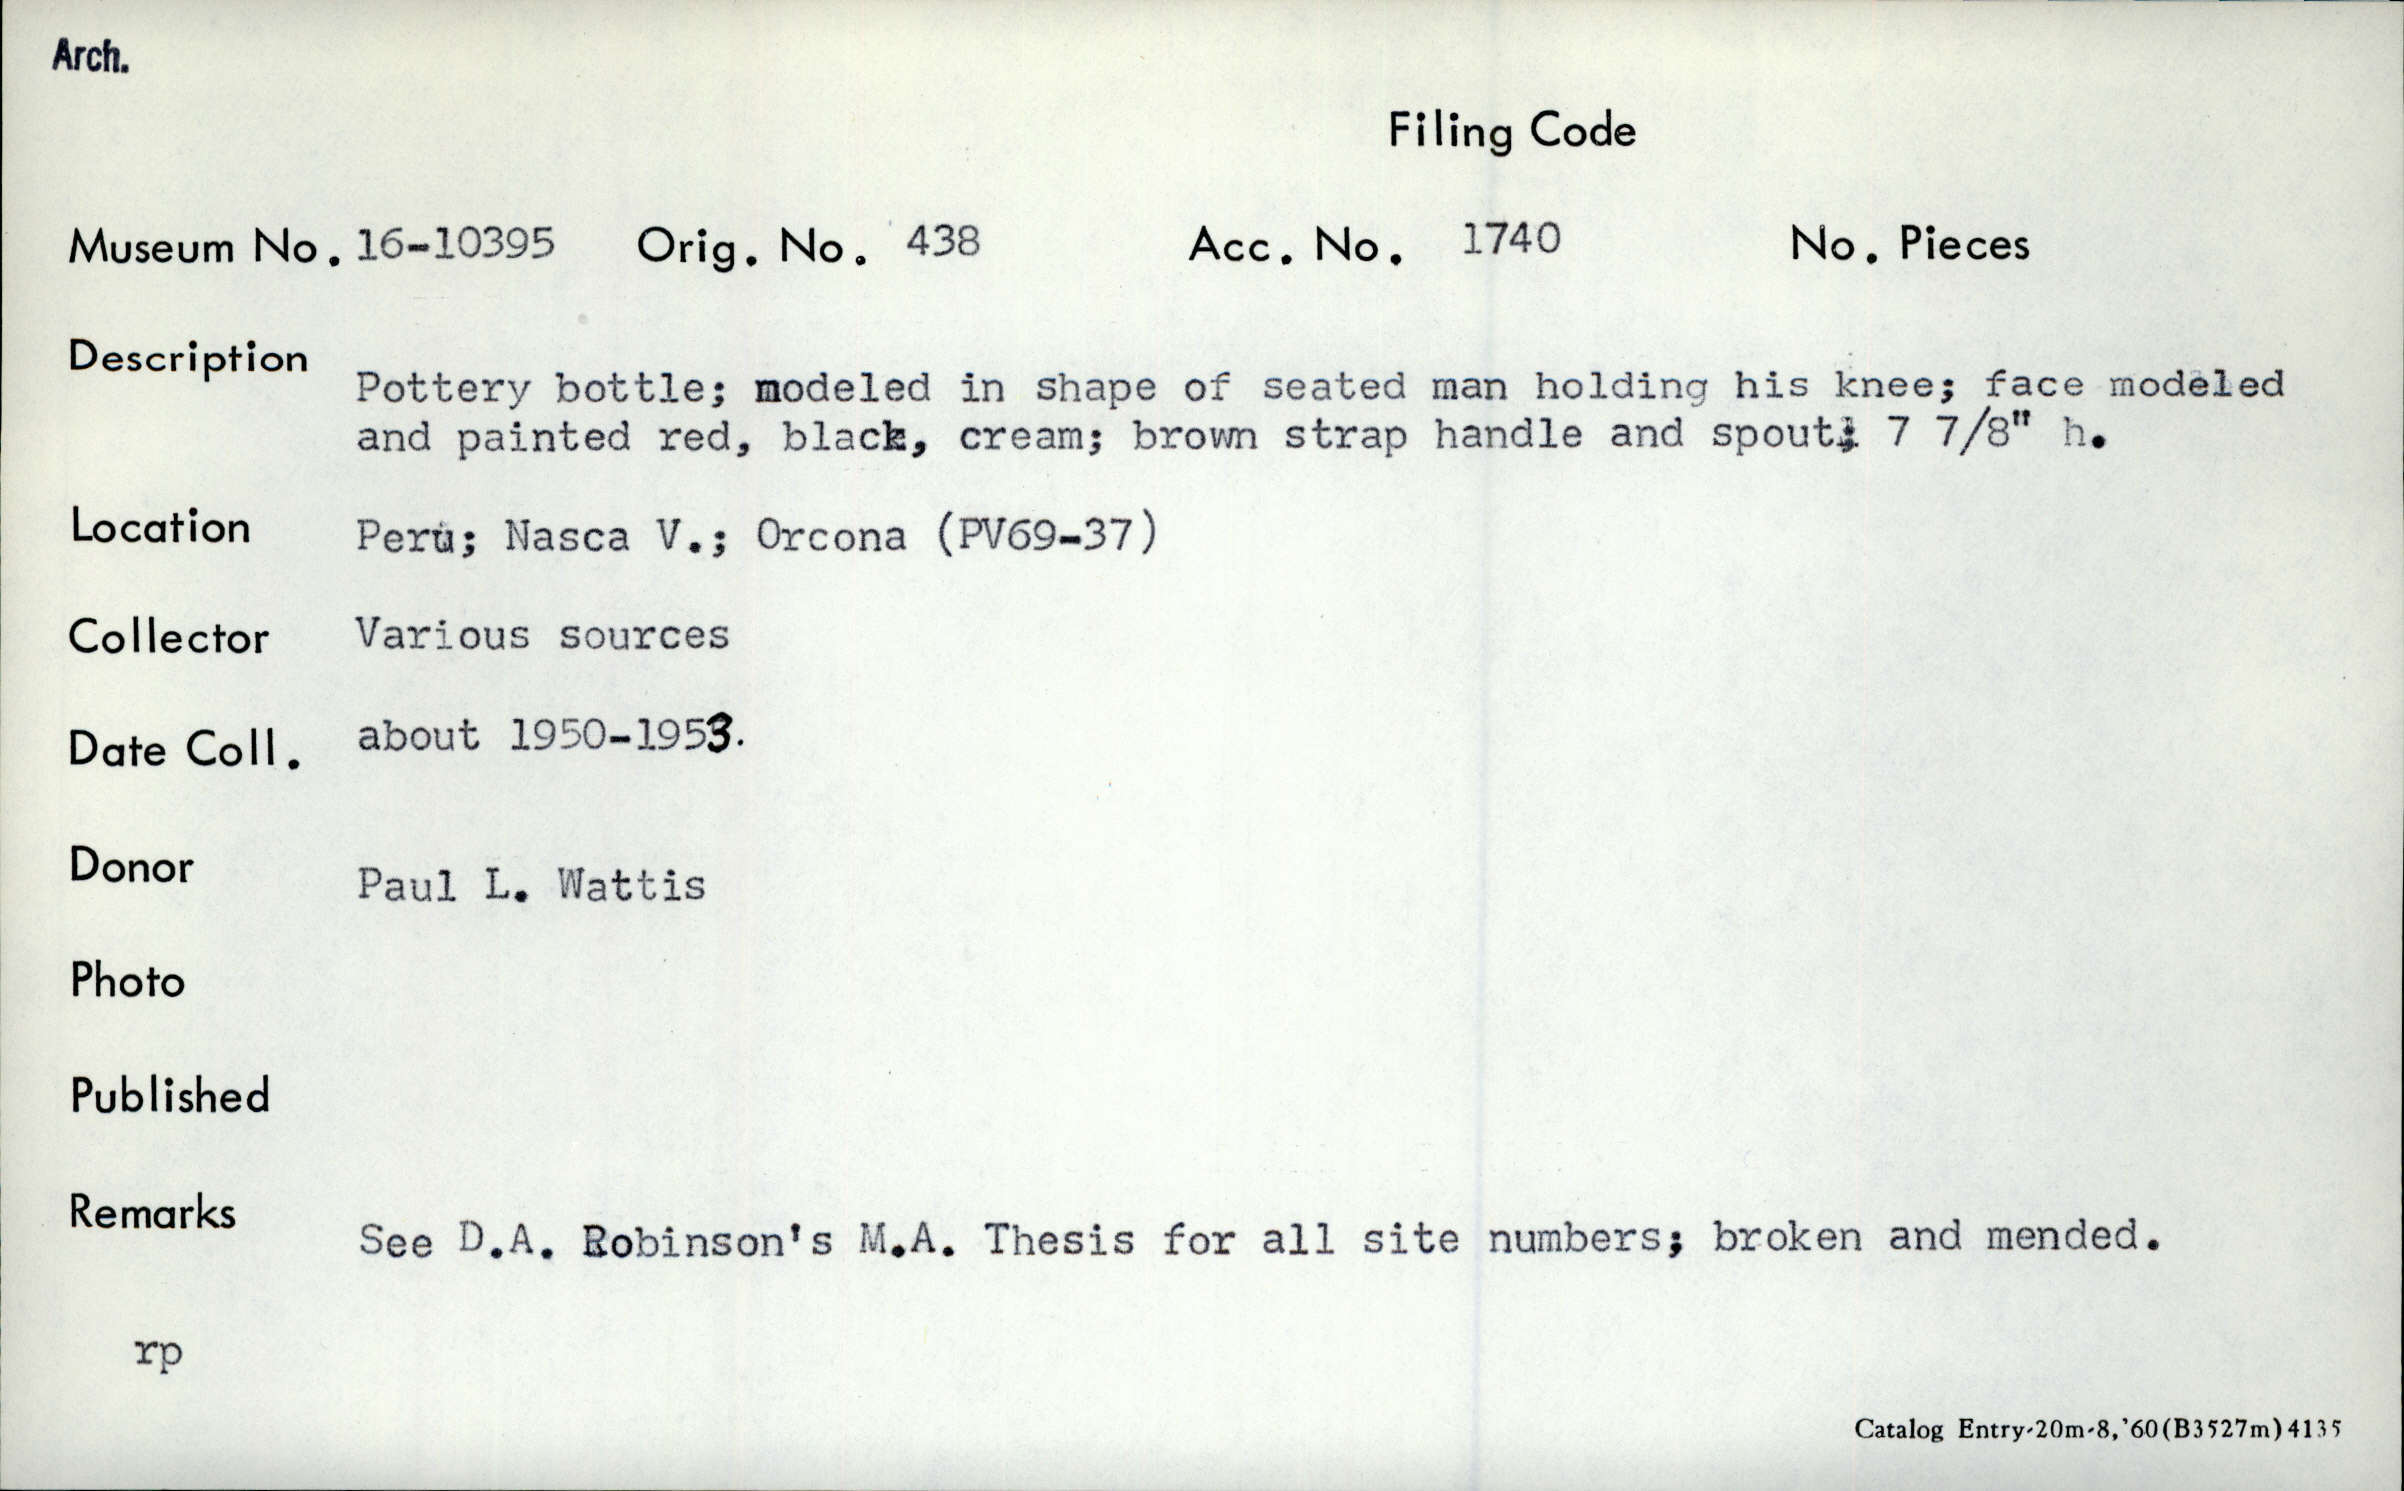 Arch.
Filing Code
Museum No. 16-10395 Orig. No. 438 Acc. No. 1740 No. Pieces
Description Pottery bottle; modeled in shape of seated man holding his knee; face modeled
and painted red, black, cream; brown strap handle and spout; 7 7/8" h.
Location Peru; Nasca V.; Orcona (PV69-37)
Collector Various sources
Date Coll. about 1950-1953.
Donor Paul L. Wattis
Photo
Published
Remarks See D.A. Robinson's M.A. Thesis for all site numbers; broken and mended.
rp
Catalog Entry-20m-8,'60(B3527m)4135